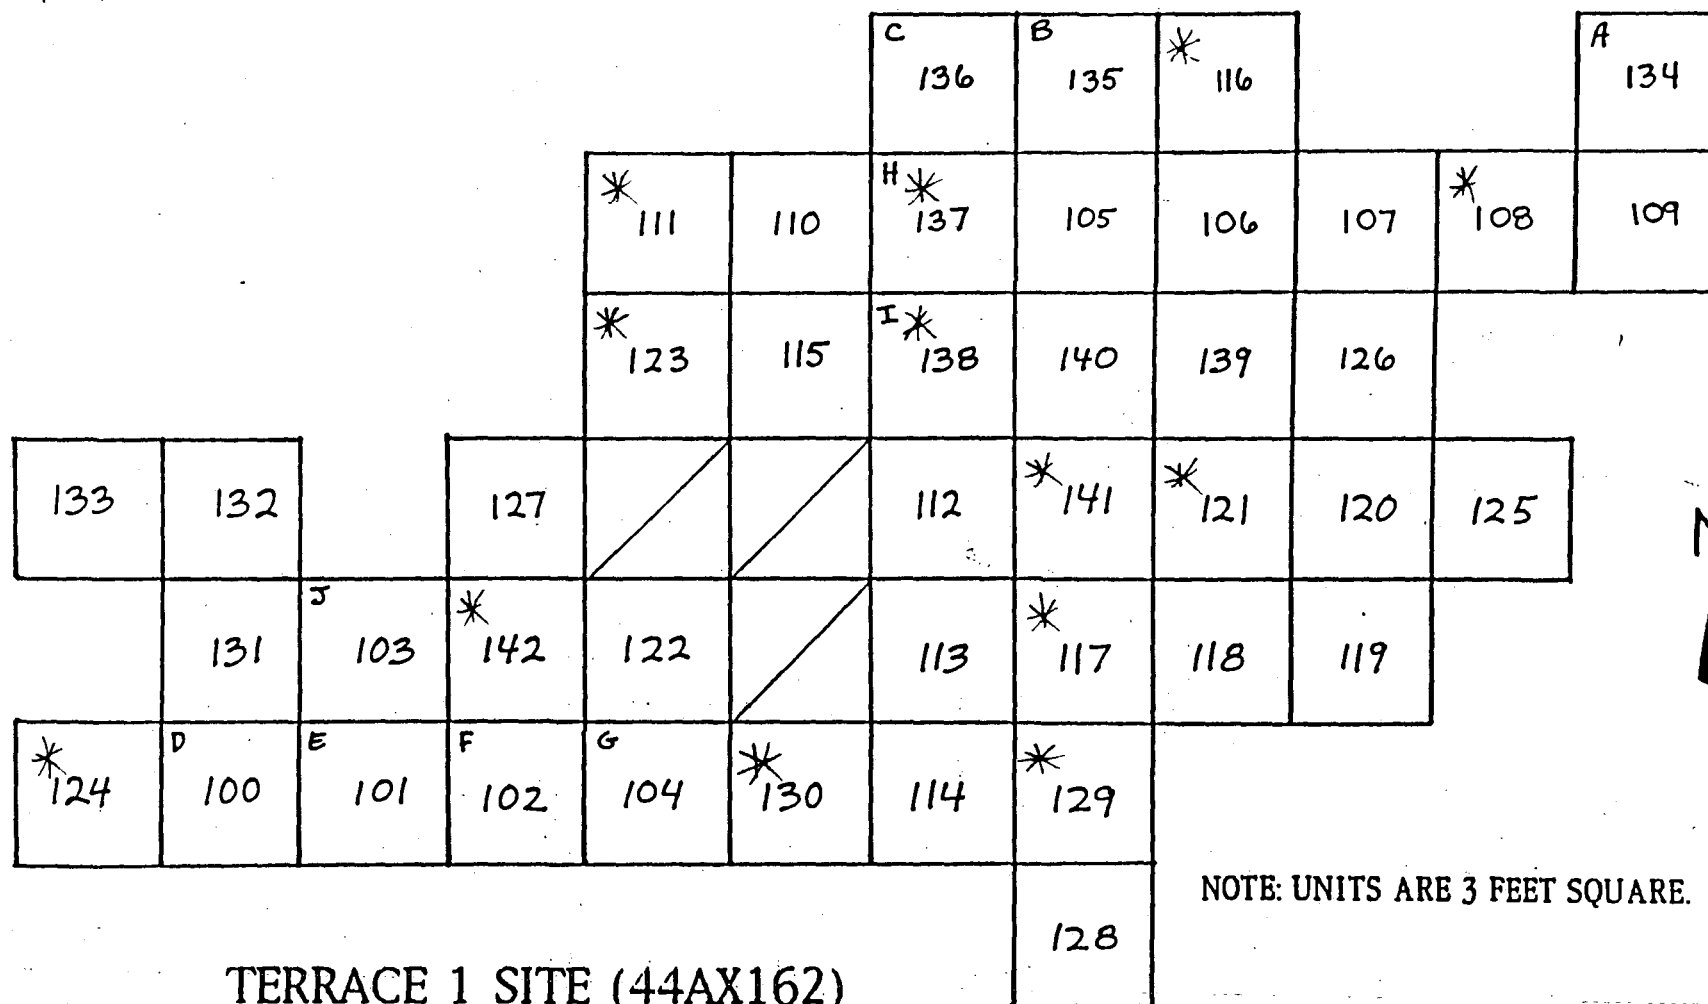 C 136 B 135 * 116 A 134
* 111 110 H * 137 105 106 107 * 108 109
* 123 115 I * 138 140 139 126
133 132 127 112 * 141 * 121 120 125
131 J 103 * 142 122 113 * 117 118 119
* 124 D 100 E 101 F 102 G 104 * 130 114 * 129
NOTE: UNITS ARE 3 FEET SQUARE.
128
TERRACE 1 SITE (44AX162)